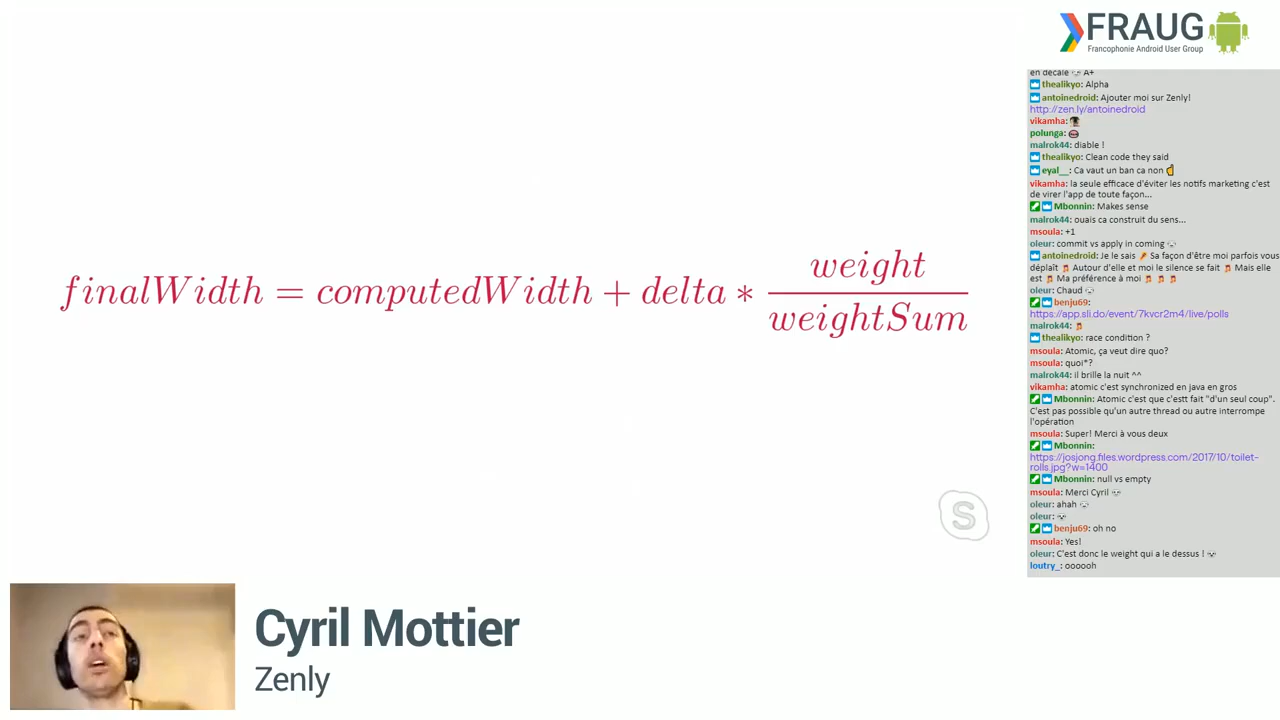 FRAUG
Francophonie Android User Group
finalWidth = computedWidth + delta * weight
weightSum
en décalé A+
thealikyo: Alpha
antoinedroid: Ajouter moi sur Zenly!
http://zen.ly/antoinedroid
vikamha:
polunga:
malrok44: diable !
thealikyo: Clean code they said
eyal__: Ca vaut un ban ca non
vikamha: la seule efficace d'éviter les notifs marketing c'est
de virer l'app de toute façon...
Mbonnin: Makes sense
malrok44: ouais ca construit du sens...
msoula: +1
oleur: commit vs apply in coming
antoinedroid: Je le sais Sa façon d'être moi parfois vous
déplaît Autour d'elle et moi le silence se fait Mais elle
est Ma préférence à moi
oleur: Chaud
benju69:
https://app.sli.do/event/7kvcr2m4/live/polls
malrok44:
thealikyo: race condition ?
msoula: Atomic, ça veut dire quo?
msoula: quoi*?
malrok44: il brille la nuit ^^
vikamha: atomic c'est synchronized en java en gros
Mbonnin: Atomic c'est que c'estt fait "d'un seul coup".
C'est pas possible qu'un autre thread ou autre interrompe
l'opération
msoula: Super! Merci à vous deux
Mbonnin:
https://josjong.files.wordpress.com/2017/10/toilet-
rolls.jpg?w=1400
Mbonnin: null vs empty
msoula: Merci Cyril
oleur: ahah
oleur:
benju69: oh no
msoula: Yes!
oleur: C'est donc le weight qui a le dessus !
loutry_: oooooh
S
Cyril Mottier
Zenly